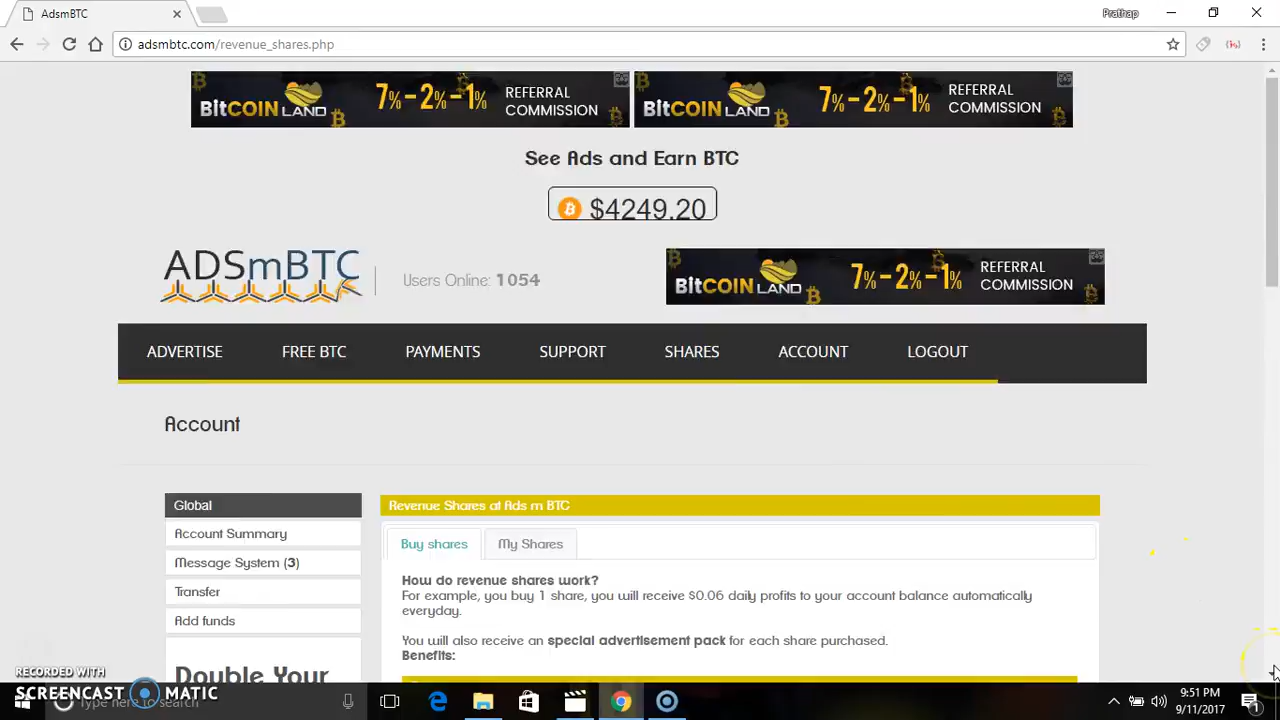 AdsmBTC
Prathap
adsmbtc.com/revenue_shares.php
BitCOIN LAND 7%-2%-1% REFERRAL COMMISSION
BitCOIN LAND 7%-2%-1% REFERRAL COMMISSION
See Ads and Earn BTC
$4249.20
ADSmBTC
Users Online: 1054
BitCOIN LAND 7%-2%-1% REFERRAL COMMISSION
ADVERTISE FREE BTC PAYMENTS SUPPORT SHARES ACCOUNT LOGOUT
Account
Global
Account Summary
Message System (3)
Transfer
Add funds
Double Your
Revenue Shares at Ads m BTC
Buy shares My Shares
How do revenue shares work?
For example, you buy 1 share, you will receive $0.06 daily profits to your account balance automatically
everyday.
You will also receive an special advertisement pack for each share purchased.
Benefits:
RECORDED WITH
SCREENCAST MATIC
Type here to search
9:51 PM
9/11/2017
1